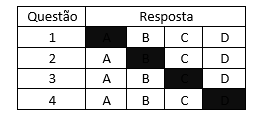 Questão Resposta
1 A B C D
2 A B C D
3 A B C D
4 A B C D